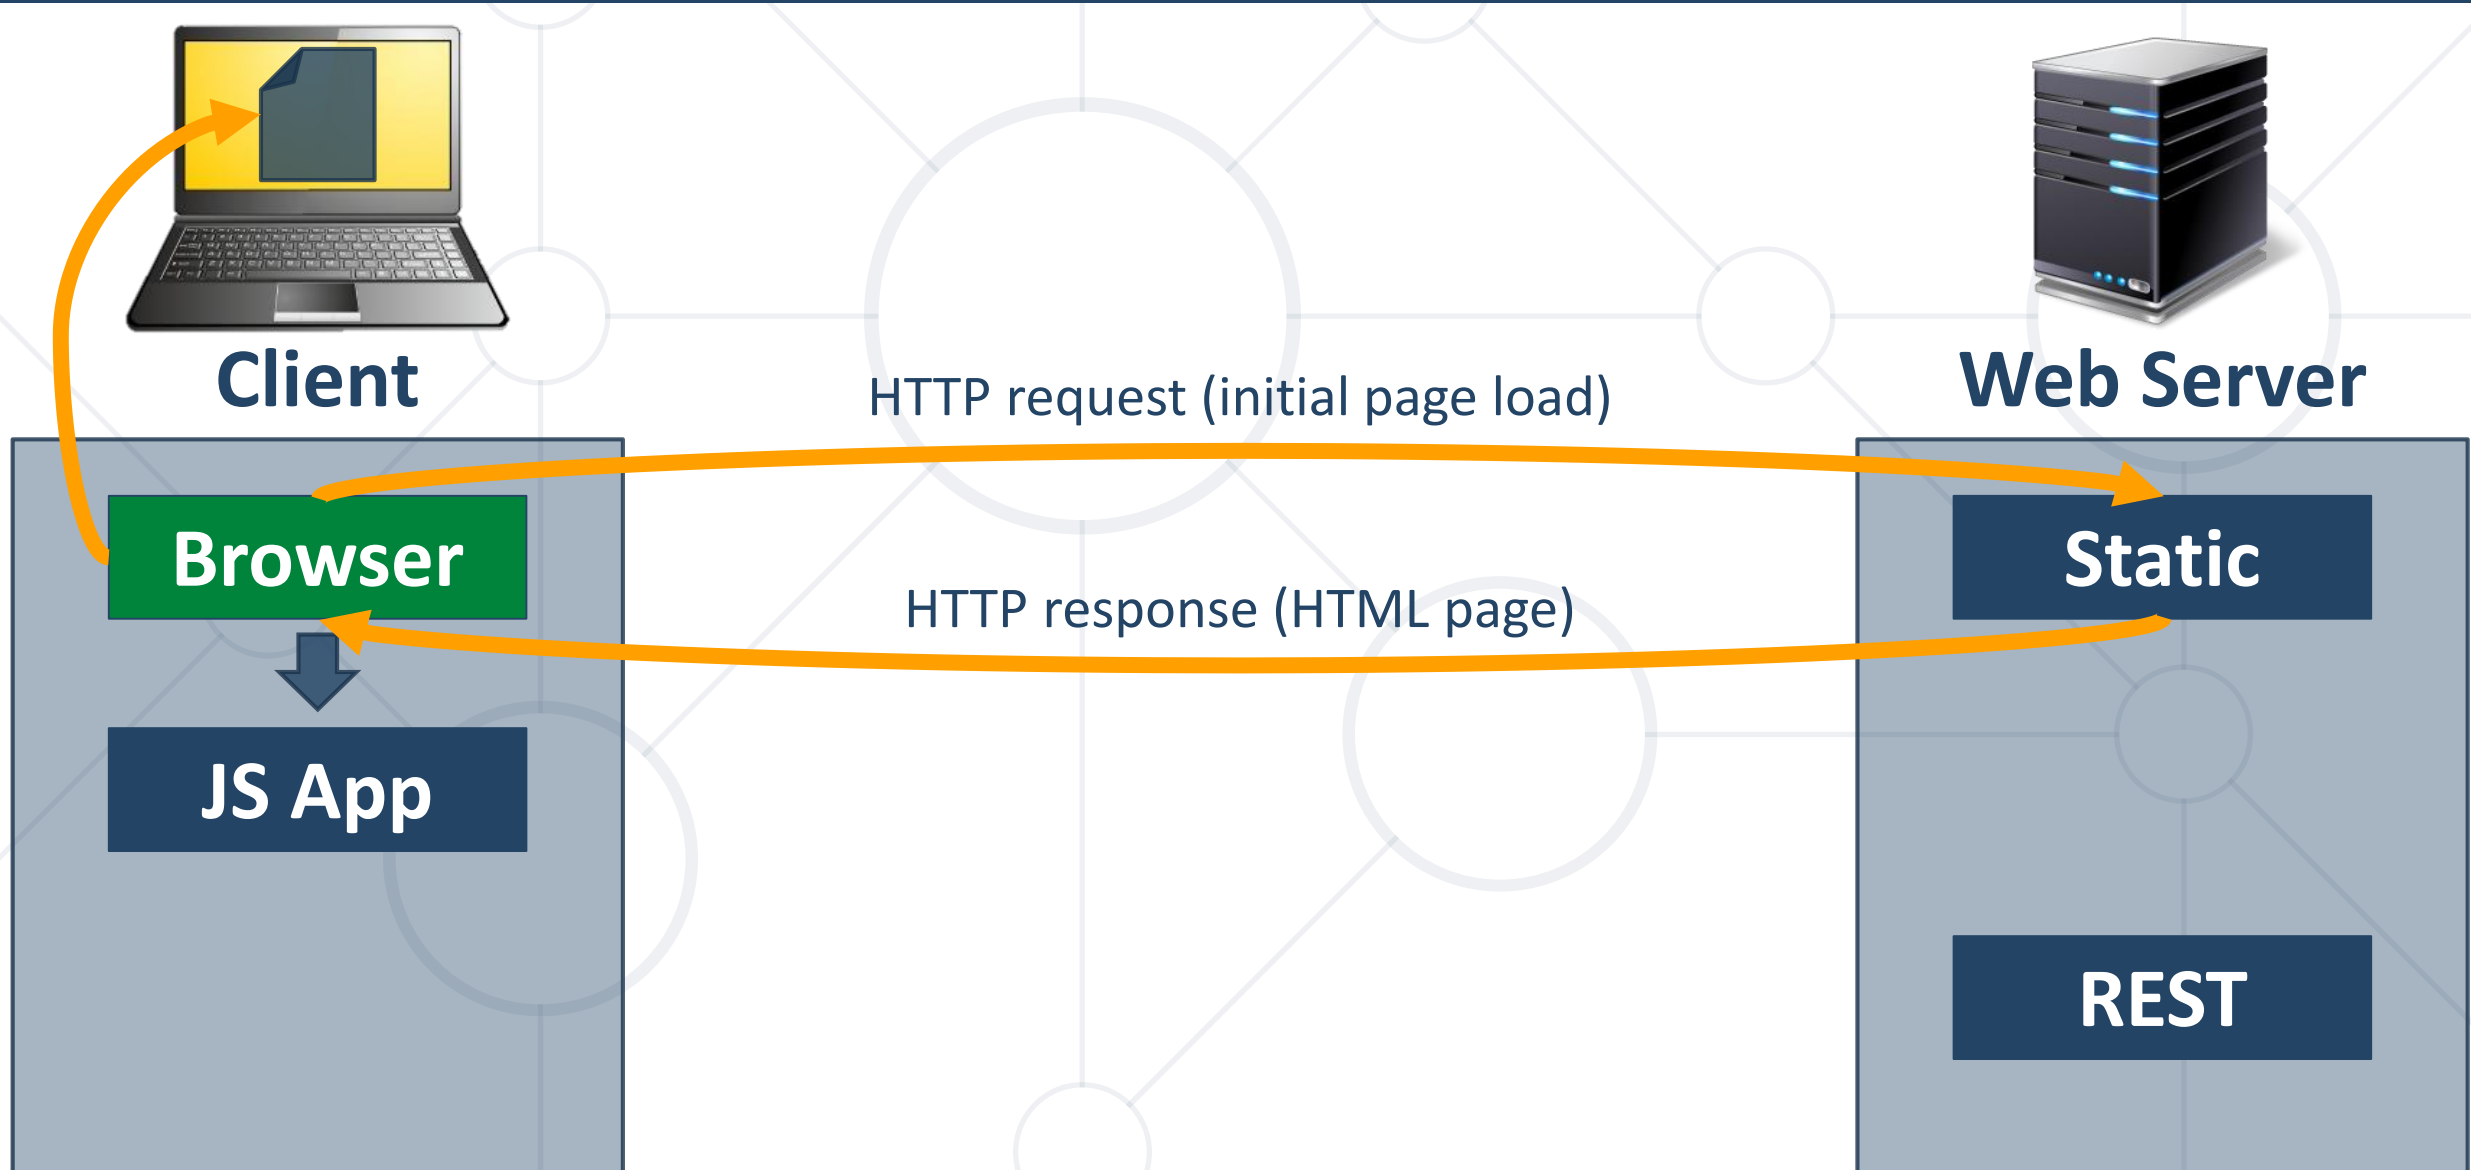 Client
Web Server
HTTP request (initial page load)
Browser
Static
HTTP response (HTML page)
JS App
REST